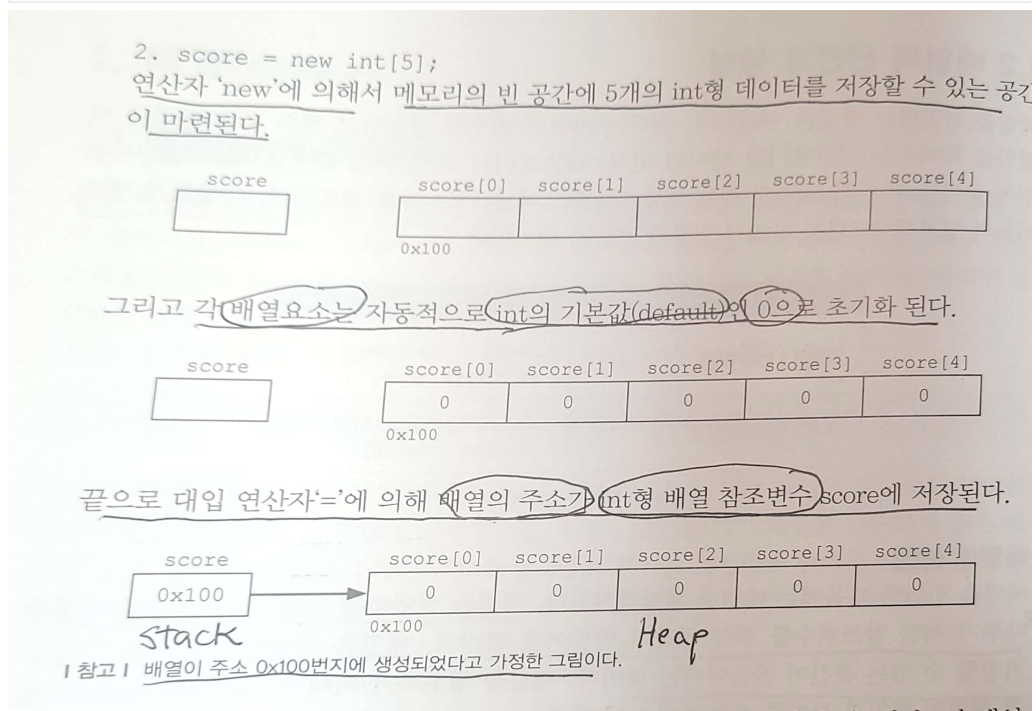 2. score = new int[5];
연산자 'new'에 의해서 메모리의 빈 공간에 5개의 int형 데이터를 저장할 수 있는 공간
이 마련된다.
score score[0] score[1] score[2] score[3] score[4]
0x100
그리고 각 배열요소는 자동적으로 int의 기본값(default)인 0으로 초기화 된다.
score score[0] score[1] score[2] score[3] score[4]
0 0 0 0 0
0x100
끝으로 대입 연산자'='에 의해 배열의 주소가 int형 배열 참조변수 score에 저장된다.
score score[0] score[1] score[2] score[3] score[4]
0x100 0 0 0 0 0
0x100
stack Heap
| 참고 | 배열이 주소 0x100번지에 생성되었다고 가정한 그림이다.